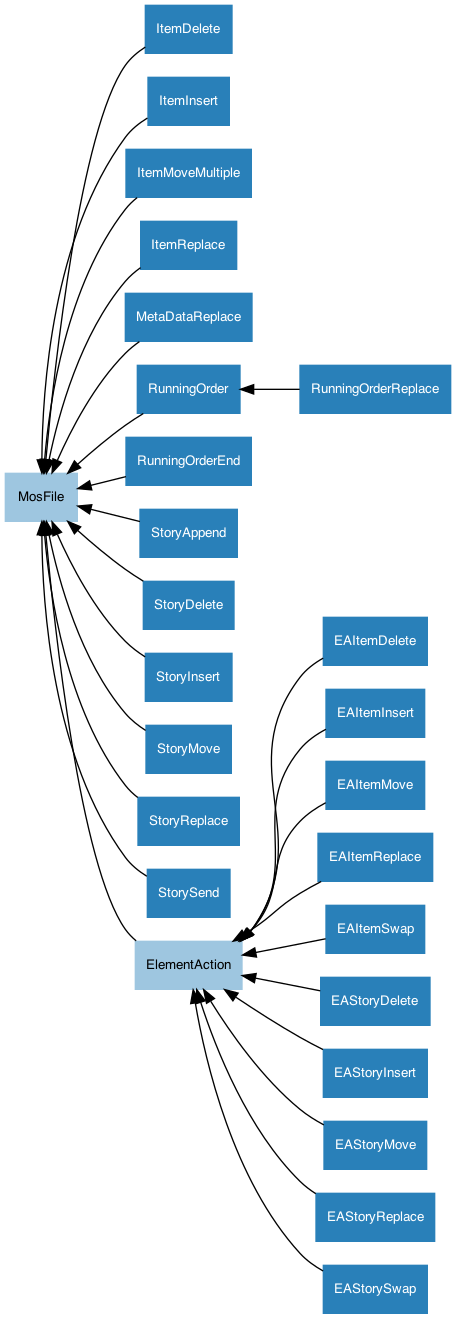 ItemDelete
ItemInsert
ItemMoveMultiple
ItemReplace
MetaDataReplace
RunningOrder
RunningOrderReplace
RunningOrderEnd
MosFile
StoryAppend
StoryDelete
StoryInsert
StoryMove
StoryReplace
StorySend
ElementAction
EAItemDelete
EAItemInsert
EAItemMove
EAItemReplace
EAItemSwap
EAStoryDelete
EAStoryInsert
EAStoryMove
EAStoryReplace
EAStorySwap